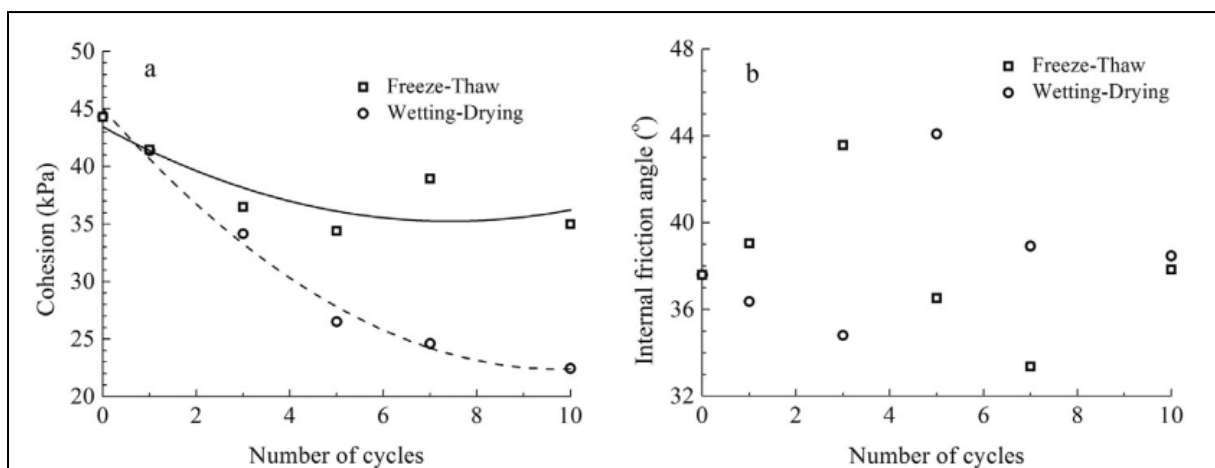 50
45
40
35
30
25
20
0
2
4
6
8
10
Cohesion (kPa)
Number of cycles
a
Freeze-Thaw
Wetting-Drying
48
44
40
36
32
0
2
4
6
8
10
Internal friction angle (°)
Number of cycles
b
Freeze-Thaw
Wetting-Drying